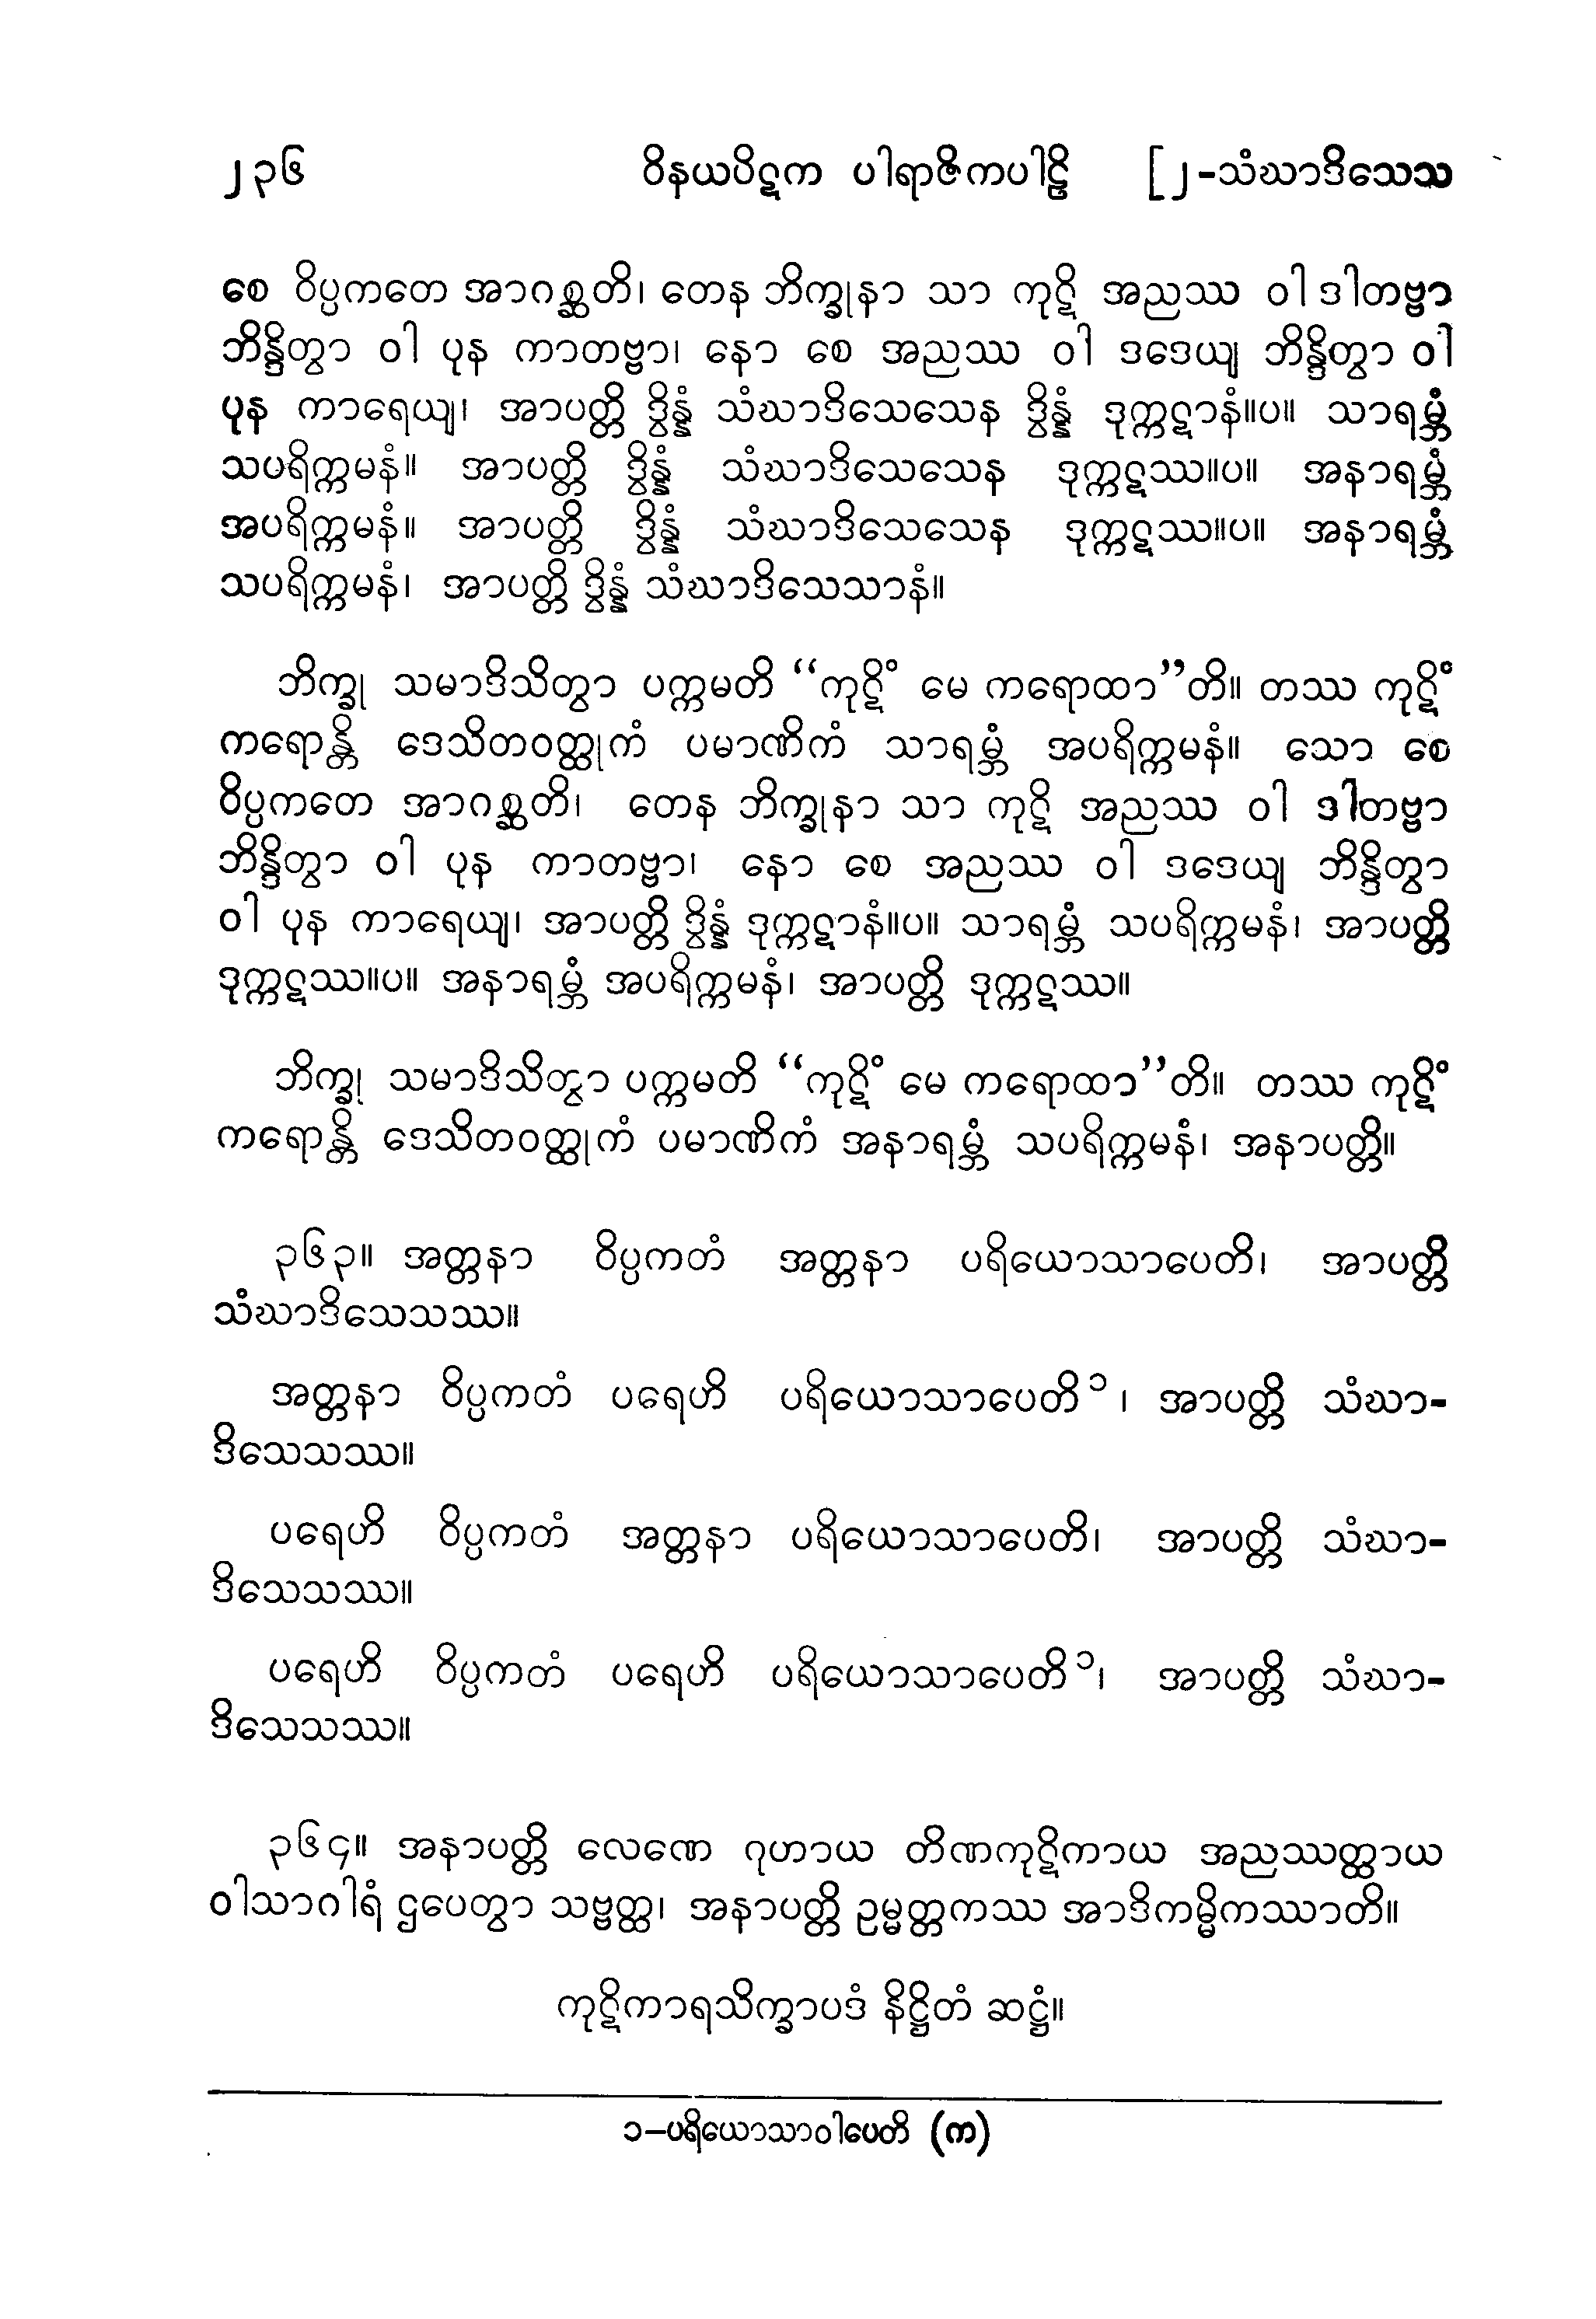 ၂၃၆ ဝိနယပိဋက ပါရာဇိကပါဠိ [၂-သံဃာဒိသေသ
စေ ဝိပ္ပကတေ အာဂစ္ဆတိ၊ တေန ဘိက္ခုနာ သာ ကုဋိ အညဿ ဝါ ဒါတဗ္ဗာ
ဘိန္ဒိတွာ ဝါ ပုန ကာတဗ္ဗာ၊ နော စေ အညဿ ဝါ ဒဒေယျ ဘိန္ဒိတွာ ဝါ
ပုန ကာရေယျ၊ အာပတ္တိ ဒွိန္နံ သံဃာဒိသေသေန ဒွိန္နံ ဒုက္ကဋာနံ။ပ။ သာရမ္ဘံ
သပရိက္ကမနံ။ အာပတ္တိ ဒွိန္နံ သံဃာဒိသေသေန ဒုက္ကဋဿ။ပ။ အနာရမ္ဘံ
အပရိက္ကမနံ။ အာပတ္တိ ဒွိန္နံ သံဃာဒိသေသေန ဒုက္ကဋဿ။ပ။ အနာရမ္ဘံ
သပရိက္ကမနံ၊ အာပတ္တိ ဒွိန္နံ သံဃာဒိသေသာနံ။
ဘိက္ခု သမာဒိသိတွာ ပက္ကမတိ “ကုဋိံ မေ ကရောထာ”တိ။ တဿ ကုဋိံ
ကရောန္တိ ဒေသိတဝတ္ထုကံ ပမာဏိကံ သာရမ္ဘံ အပရိက္ကမနံ။ သော စေ
ဝိပ္ပကတေ အာဂစ္ဆတိ၊ တေန ဘိက္ခုနာ သာ ကုဋိ အညဿ ဝါ ဒါတဗ္ဗာ
ဘိန္ဒိတွာ ဝါ ပုန ကာတဗ္ဗာ၊ နော စေ အညဿ ဝါ ဒဒေယျ ဘိန္ဒိတွာ
ဝါ ပုန ကာရေယျ၊ အာပတ္တိ ဒွိန္နံ ဒုက္ကဋာနံ။ပ။ သာရမ္ဘံ သပရိက္ကမနံ၊ အာပတ္တိ
ဒုက္ကဋဿ။ပ။ အနာရမ္ဘံ အပရိက္ကမနံ၊ အာပတ္တိ ဒုက္ကဋဿ။
ဘိက္ခု သမာဒိသိတွာ ပက္ကမတိ “ကုဋိံ မေ ကရောထာ”တိ။ တဿ ကုဋိံ
ကရောန္တိ ဒေသိတဝတ္ထုကံ ပမာဏိကံ အနာရမ္ဘံ သပရိက္ကမနံ၊ အနာပတ္တိ။
၃၆၃။ အတ္တနာ ဝိပ္ပကတံ အတ္တနာ ပရိယောသာပေတိ၊ အာပတ္တိ
သံဃာဒိသေသဿ။
အတ္တနာ ဝိပ္ပကတံ ပရေဟိ ပရိယောသာပေတိ ၁ ၊ အာပတ္တိ သံဃာ-
ဒိသေသဿ။
ပရေဟိ ဝိပ္ပကတံ အတ္တနာ ပရိယောသာပေတိ၊ အာပတ္တိ သံဃာ-
ဒိသေသဿ။
ပရေဟိ ဝိပ္ပကတံ ပရေဟိ ပရိယောသာပေတိ ၁၊ အာပတ္တိ သံဃာ-
ဒိသေသဿ။
၃၆၄။ အနာပတ္တိ လေဏေ ဂုဟာယ တိဏကုဋိကာယ အညဿတ္ထာယ
ဝါသာဂါရံ ဌပေတွာ သဗ္ဗတ္ထ၊ အနာပတ္တိ ဥမ္မတ္တကဿ အာဒိကမ္မိကဿာတိ။
ကုဋိကာရသိက္ခာပဒံ နိဋ္ဌိတံ ဆဋ္ဌံ။
၁–ပရိယောသာဝါပေတိ (က)